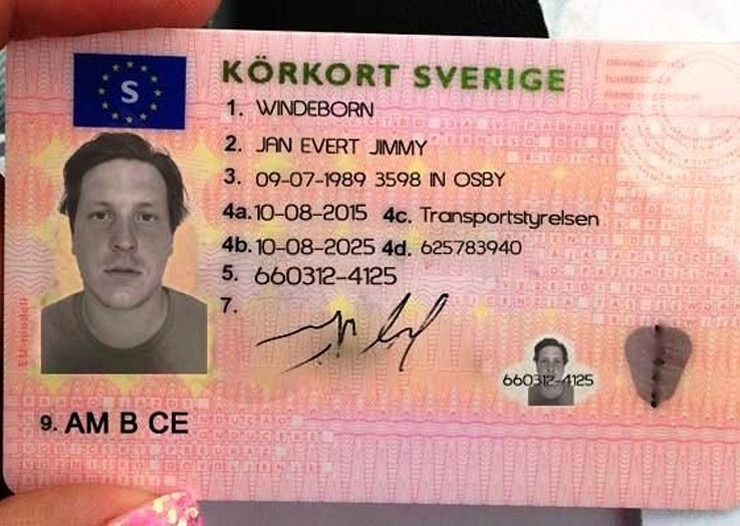 S
KÖRKORT SVERIGE
1. WINDEBORN
2. JAN EVERT JIMMY
3. 09-07-1989 3598 IN OSBY
4a. 10-08-2015 4c. Transportstyrelsen
4b. 10-08-2025 4d. 625783940
5. 660312-4125
7.
660312-4125
9. AM B CE